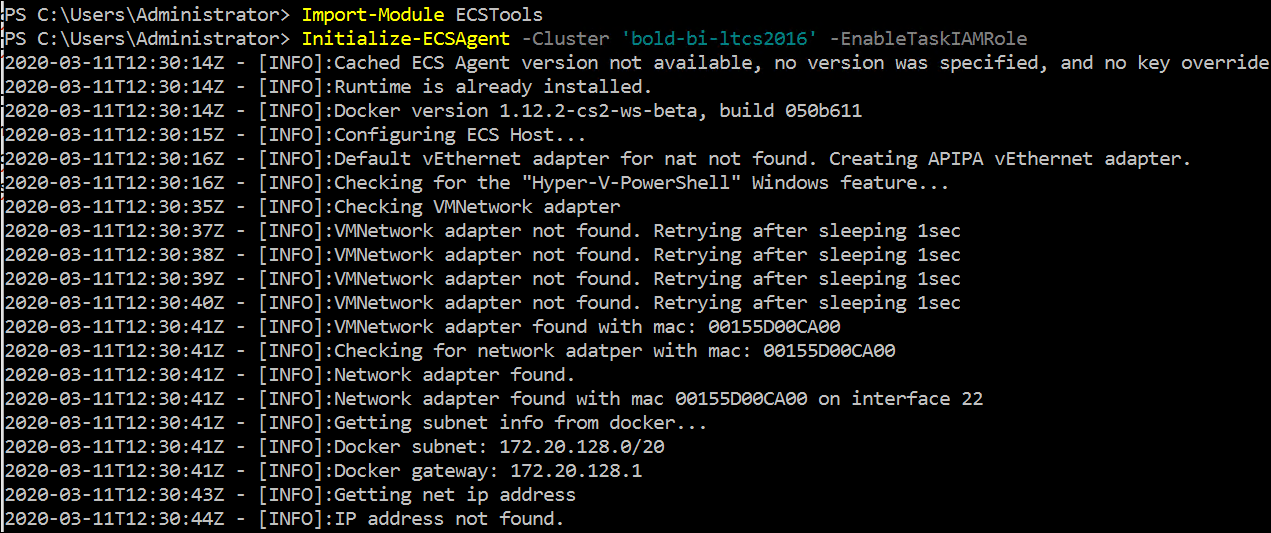 PS C:\Users\Administrator> Import-Module ECSTools
PS C:\Users\Administrator> Initialize-ECSAgent -Cluster 'bold-bi-ltcs2016' -EnableTaskIAMRole
2020-03-11T12:30:14Z - [INFO]:Cached ECS Agent version not available, no version was specified, and no key override
2020-03-11T12:30:14Z - [INFO]:Runtime is already installed.
2020-03-11T12:30:14Z - [INFO]:Docker version 1.12.2-cs2-ws-beta, build 050b611
2020-03-11T12:30:15Z - [INFO]:Configuring ECS Host...
2020-03-11T12:30:16Z - [INFO]:Default vEthernet adapter for nat not found. Creating APIPA vEthernet adapter.
2020-03-11T12:30:16Z - [INFO]:Checking for the "Hyper-V-PowerShell" Windows feature...
2020-03-11T12:30:35Z - [INFO]:Checking VMNetwork adapter
2020-03-11T12:30:37Z - [INFO]:VMNetwork adapter not found. Retrying after sleeping 1sec
2020-03-11T12:30:38Z - [INFO]:VMNetwork adapter not found. Retrying after sleeping 1sec
2020-03-11T12:30:39Z - [INFO]:VMNetwork adapter not found. Retrying after sleeping 1sec
2020-03-11T12:30:40Z - [INFO]:VMNetwork adapter not found. Retrying after sleeping 1sec
2020-03-11T12:30:41Z - [INFO]:VMNetwork adapter found with mac: 00155D00CA00
2020-03-11T12:30:41Z - [INFO]:Checking for network adatper with mac: 00155D00CA00
2020-03-11T12:30:41Z - [INFO]:Network adapter found.
2020-03-11T12:30:41Z - [INFO]:Network adapter found with mac 00155D00CA00 on interface 22
2020-03-11T12:30:41Z - [INFO]:Getting subnet info from docker...
2020-03-11T12:30:41Z - [INFO]:Docker subnet: 172.20.128.0/20
2020-03-11T12:30:41Z - [INFO]:Docker gateway: 172.20.128.1
2020-03-11T12:30:43Z - [INFO]:Getting net ip address
2020-03-11T12:30:44Z - [INFO]:IP address not found.